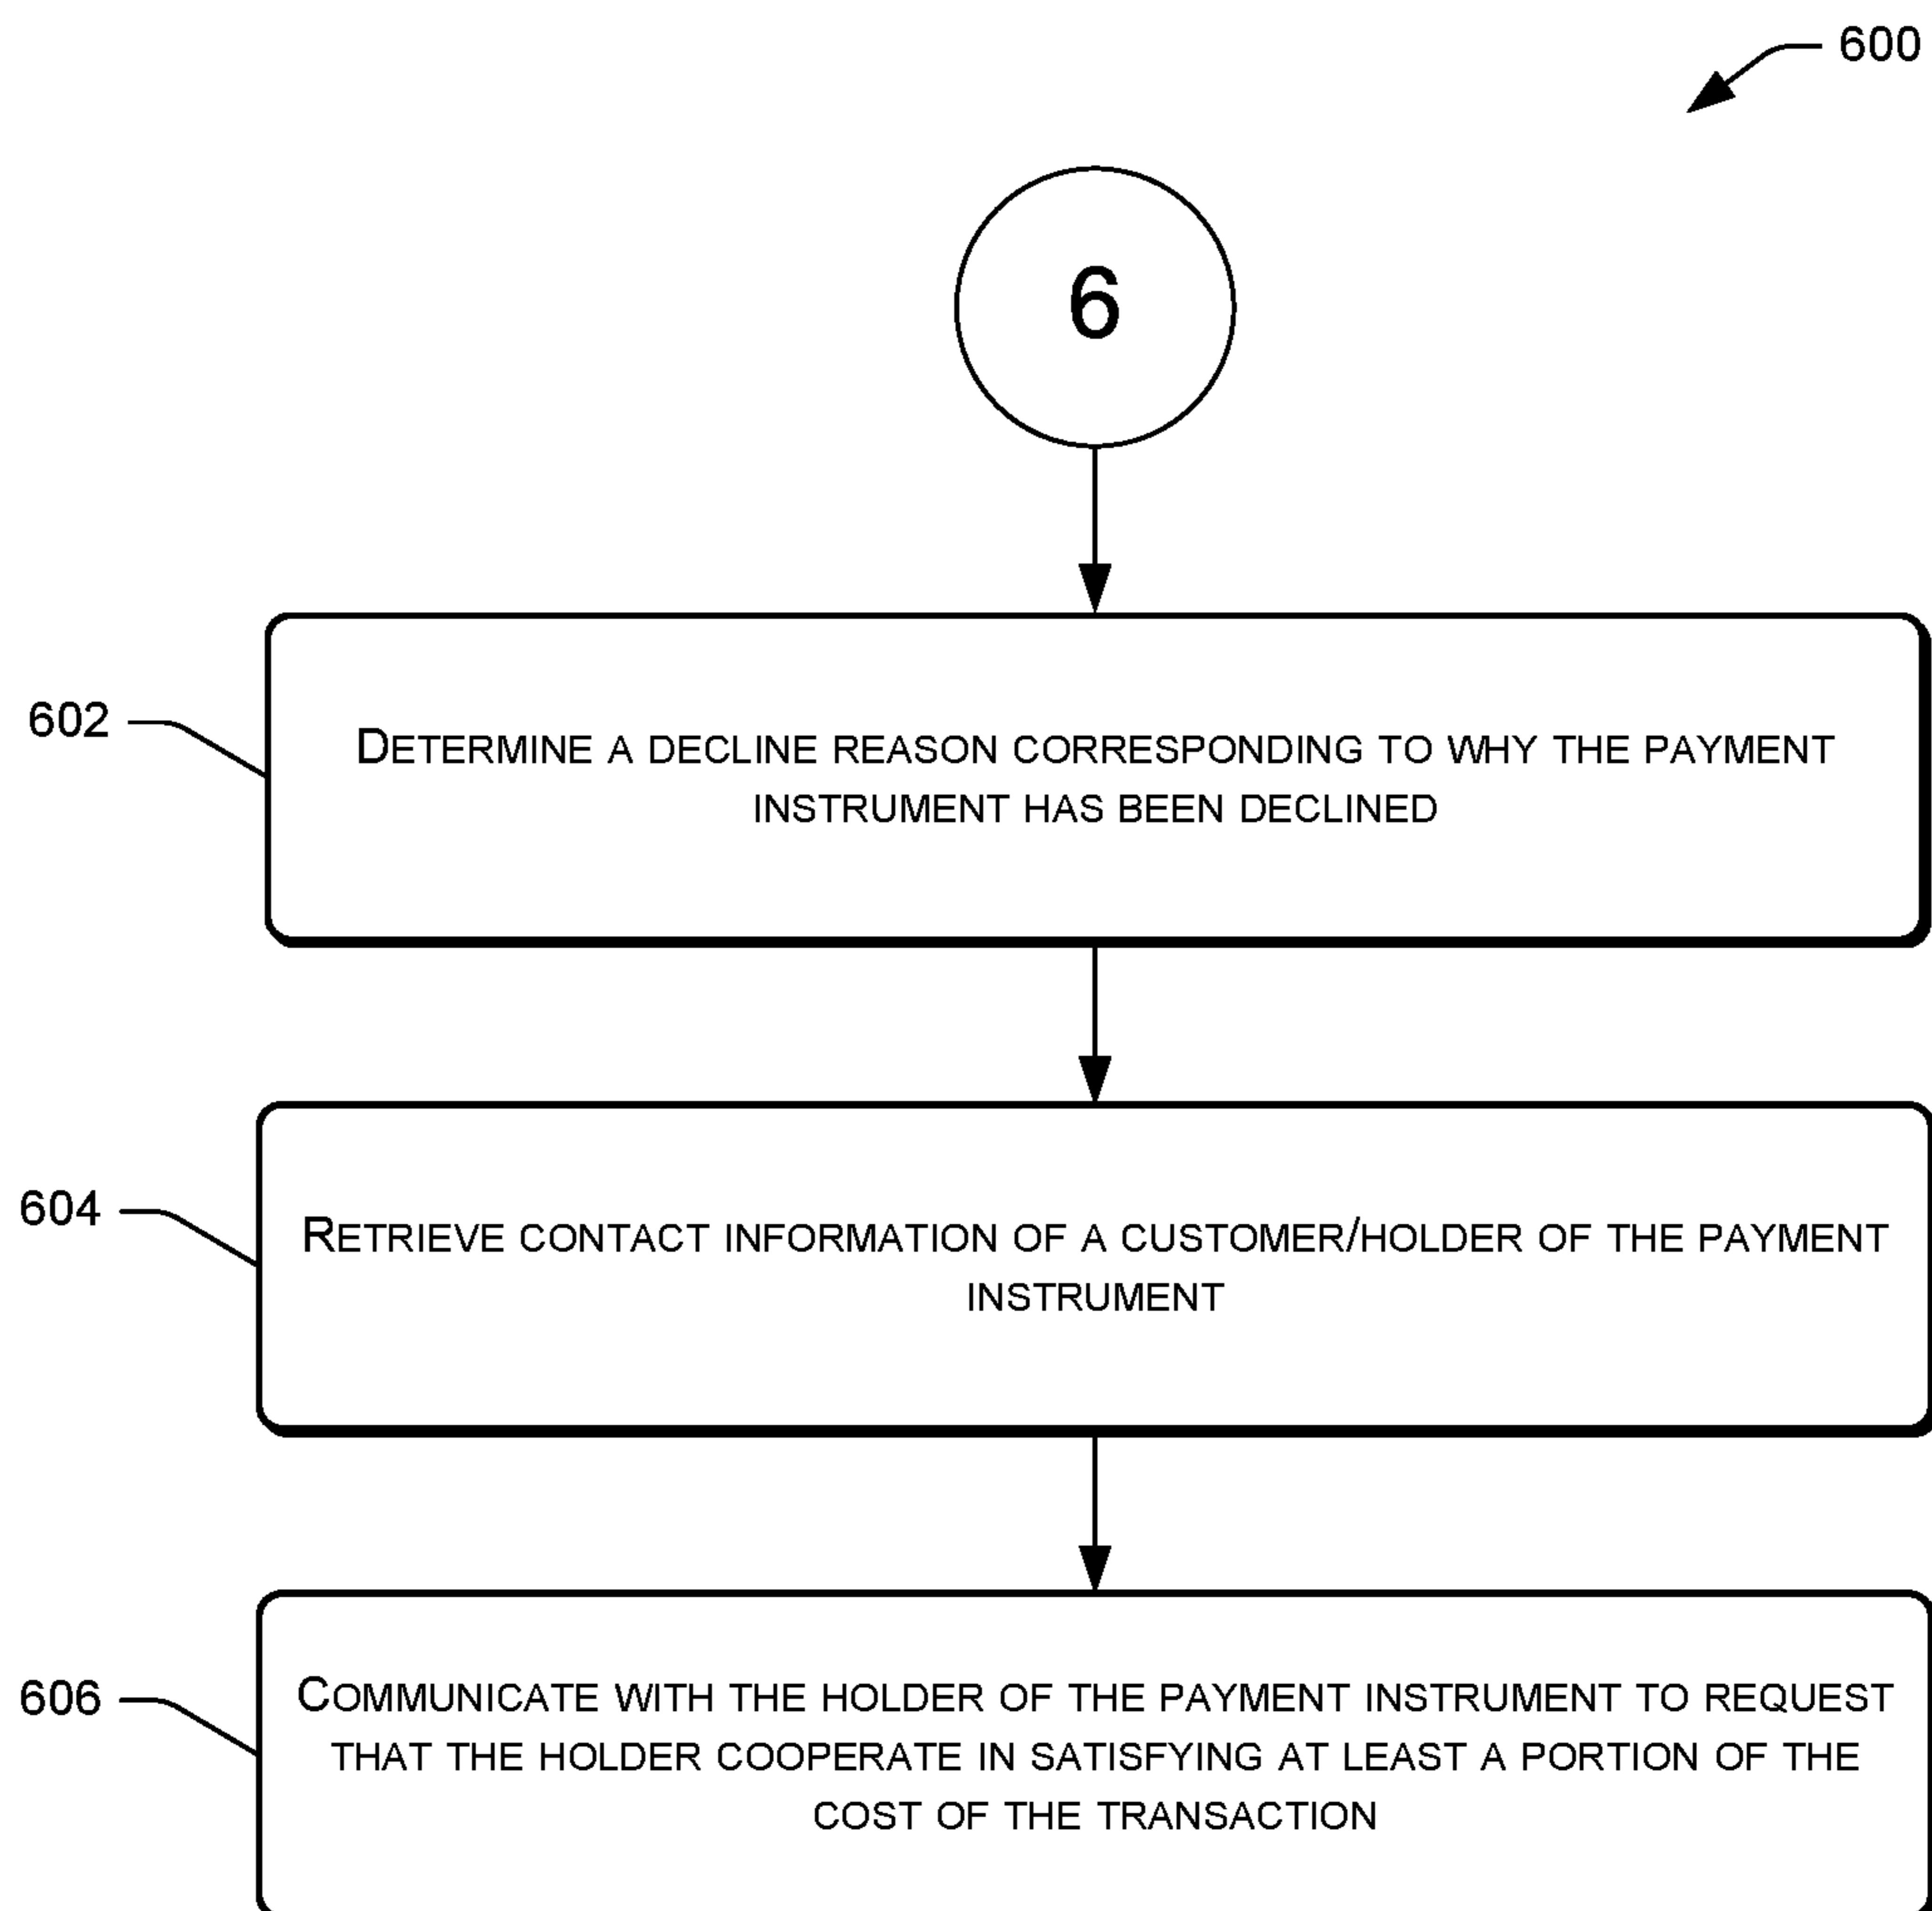 600
6
602
DETERMINE A DECLINE REASON CORRESPONDING TO WHY THE PAYMENT
INSTRUMENT HAS BEEN DECLINED
604
RETRIEVE CONTACT INFORMATION OF A CUSTOMER/HOLDER OF THE PAYMENT
INSTRUMENT
606
COMMUNICATE WITH THE HOLDER OF THE PAYMENT INSTRUMENT TO REQUEST
THAT THE HOLDER COOPERATE IN SATISFYING AT LEAST A PORTION OF THE
COST OF THE TRANSACTION